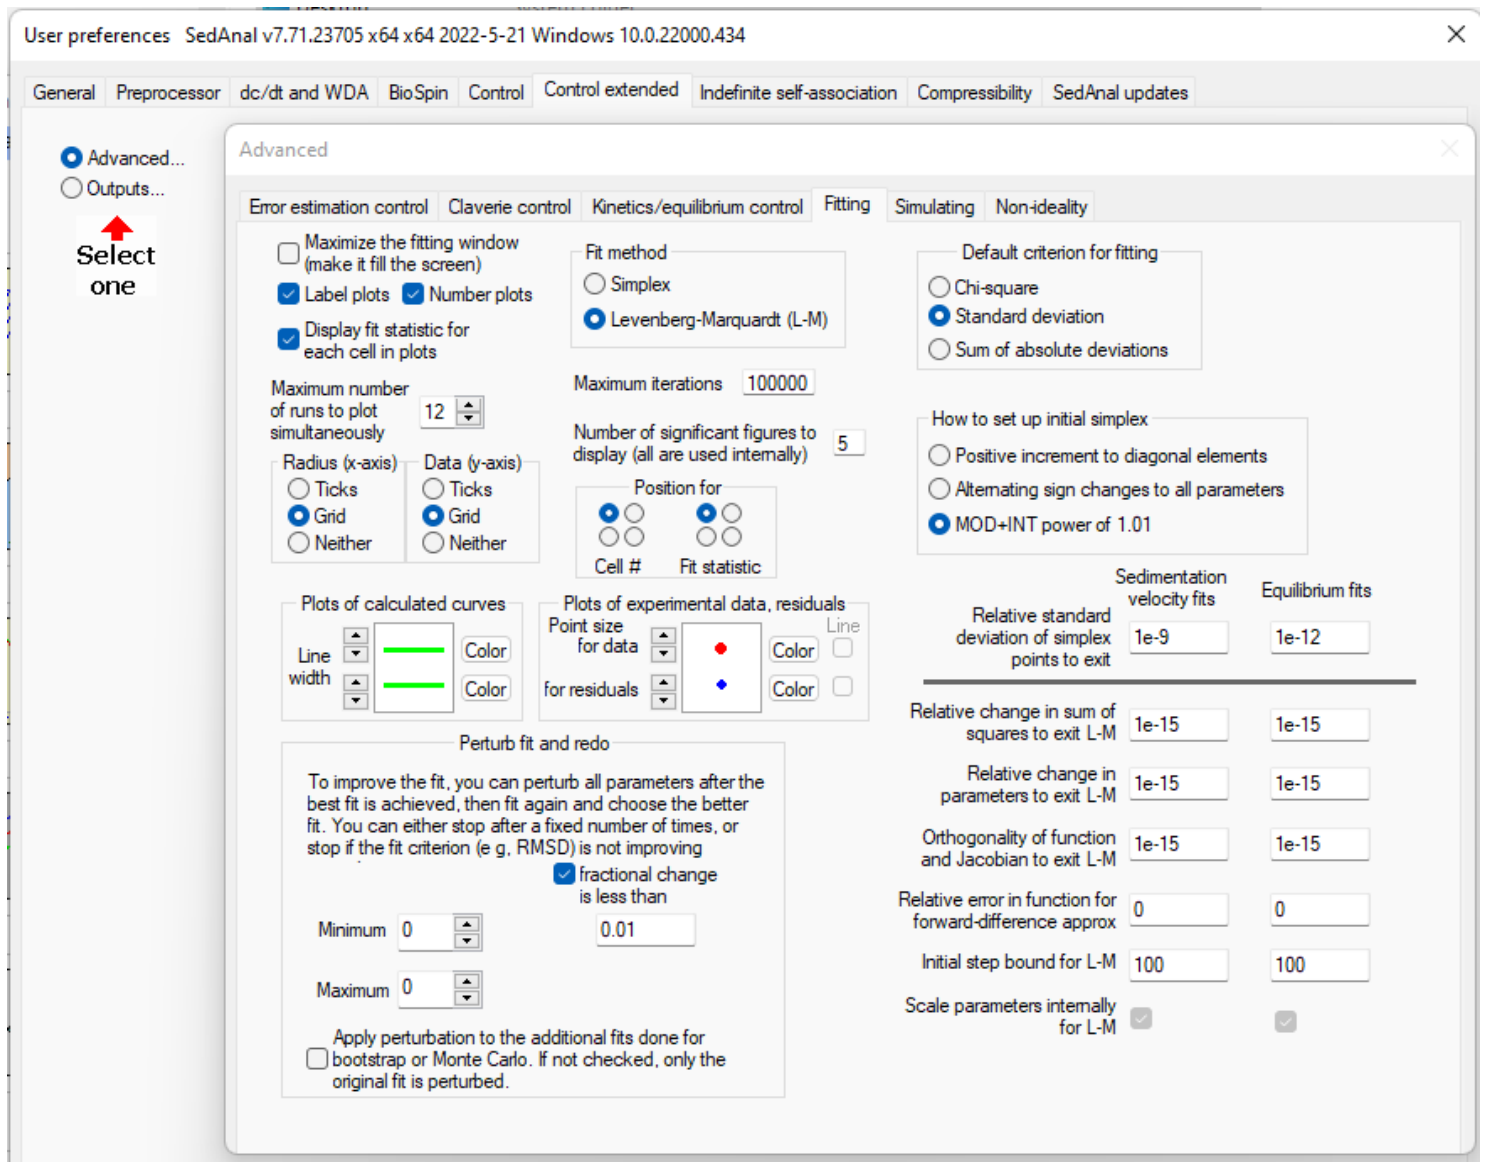 User preferences SedAnal v7.71.23705 x64 x64 2022-5-21 Windows 10.0.22000.434
General Preprocessor dc/dt and WDA BioSpin Control Control extended Indefinite self-association Compressibility SedAnal updates
Advanced...
Outputs...
Select
one
Advanced
Error estimation control Claverie control Kinetics/equilibrium control Fitting Simulating Non-ideality
Maximize the fitting window
(make it fill the screen)
Label plots Number plots
Display fit statistic for
each cell in plots
Maximum number
of runs to plot
simultaneously
12
Radius (x-axis)
Ticks
Grid
Neither
Data (y-axis)
Ticks
Grid
Neither
Fit method
Simplex
Levenberg-Marquardt (L-M)
Maximum iterations 100000
Number of significant figures to
display (all are used internally)
5
Position for
Cell # Fit statistic
Default criterion for fitting
Chi-square
Standard deviation
Sum of absolute deviations
How to set up initial simplex
Positive increment to diagonal elements
Alternating sign changes to all parameters
MOD+INT power of 1.01
Plots of calculated curves
Line
width
Color
Color
Plots of experimental data, residuals
Point size
for data
Color
Line
for residuals
Color
Perturb fit and redo
To improve the fit, you can perturb all parameters after the
best fit is achieved, then fit again and choose the better
fit. You can either stop after a fixed number of times, or
stop if the fit criterion (e g, RMSD) is not improving
fractional change
is less than
0.01
Minimum 0
Maximum 0
Apply perturbation to the additional fits done for
bootstrap or Monte Carlo. If not checked, only the
original fit is perturbed.
Sedimentation
velocity fits
Equilibrium fits
Relative standard
deviation of simplex
points to exit
1e-9 1e-12
Relative change in sum of
squares to exit L-M
1e-15 1e-15
Relative change in
parameters to exit L-M
1e-15 1e-15
Orthogonality of function
and Jacobian to exit L-M
1e-15 1e-15
Relative error in function for
forward-difference approx
0 0
Initial step bound for L-M 100 100
Scale parameters internally
for L-M